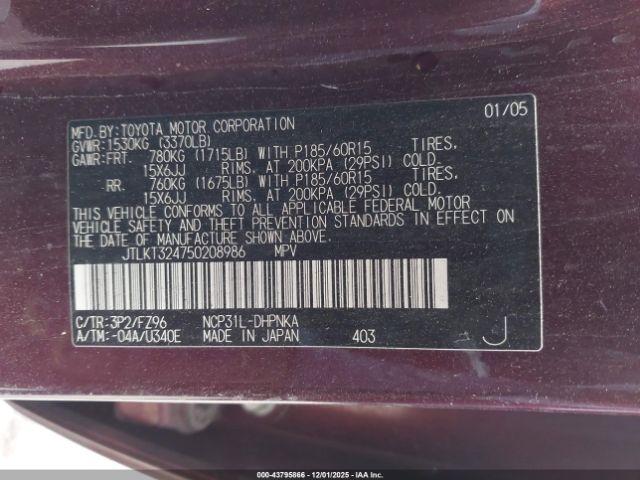 MFD.BY:TOYOTA MOTOR CORPORATION 01/05
GVWR:1530KG (3370LB)
GAWR:FRT. 780KG (1715LB) WITH P185/60R15 TIRES,
15X6JJ RIMS, AT 200KPA (29PSI) COLD.
RR. 760KG (1675LB) WITH P185/60R15 TIRES,
15X6JJ RIMS, AT 200KPA (29PSI) COLD.
THIS VEHICLE CONFORMS TO ALL APPLICABLE FEDERAL MOTOR
VEHICLE SAFETY AND THEFT PREVENTION STANDARDS IN EFFECT ON
THE DATE OF MANUFACTURE SHOWN ABOVE.
JTLKT324750208986 MPV
C/TR:3P2/FZ96 NCP31L-DHPNKA
A/TM:-04A/U340E MADE IN JAPAN 403 J
000-43795866 - 12/01/2025 - IAAI.COM